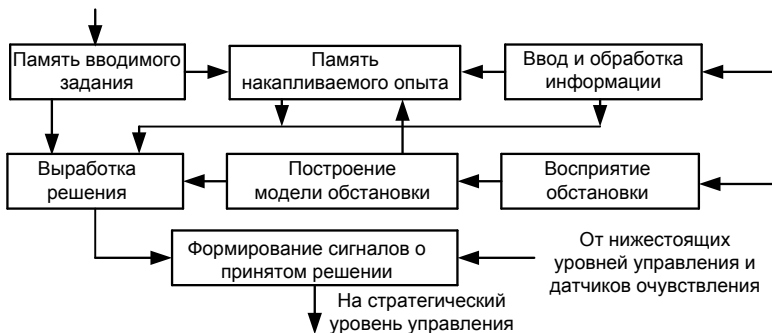 Память вводимого
задания
Память
накапливаемого опыта
Ввод и обработка
информации
Выработка
решения
Построение
модели обстановки
Восприятие
обстановки
Формирование сигналов о
принятом решении
От нижестоящих
уровней управления и
датчиков очувствления
На стратегический
уровень управления